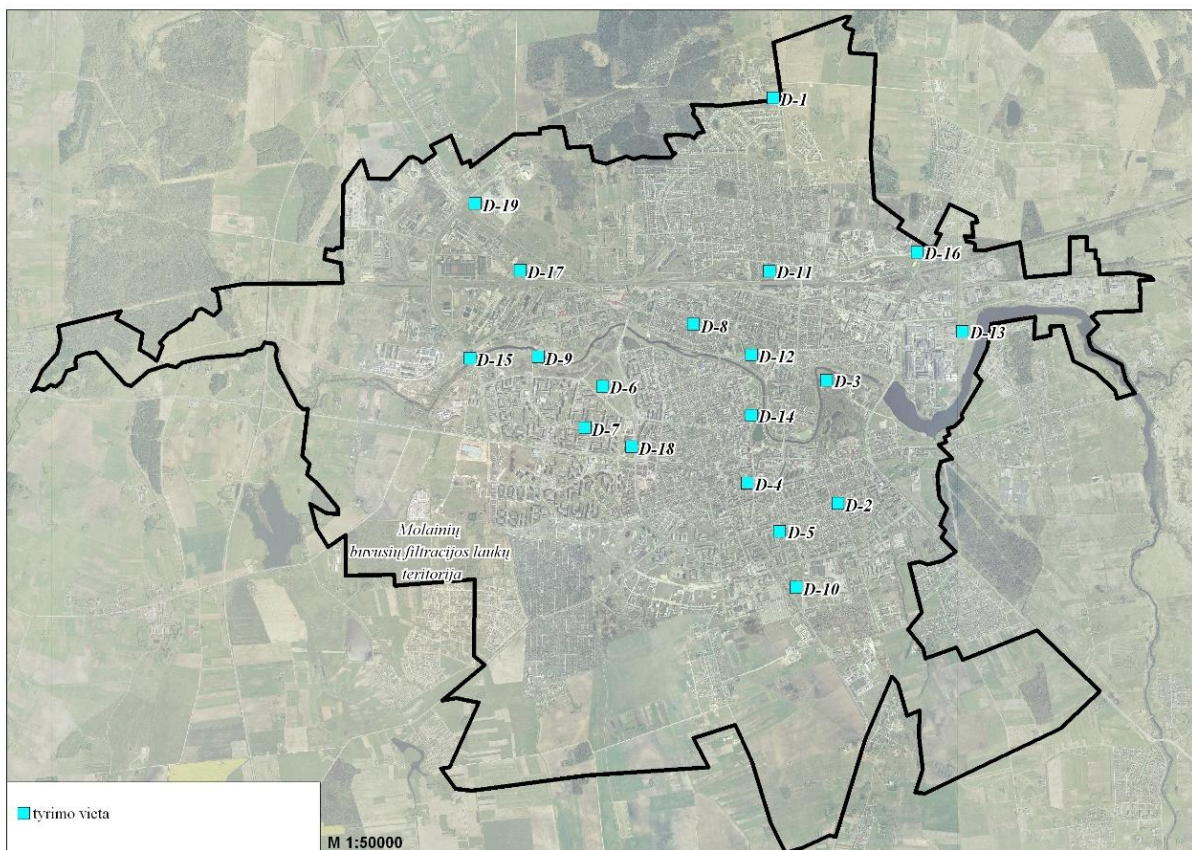 D-1
D-19
D-16
D-17
D-11
D-8
D-13
D-12
D-15
D-9
D-3
D-6
D-14
D-7
D-18
D-4
D-2
D-5
Molainių
buvusių filtracijos laukų
teritorija
D-10
tyrimo vieta
M 1:50000